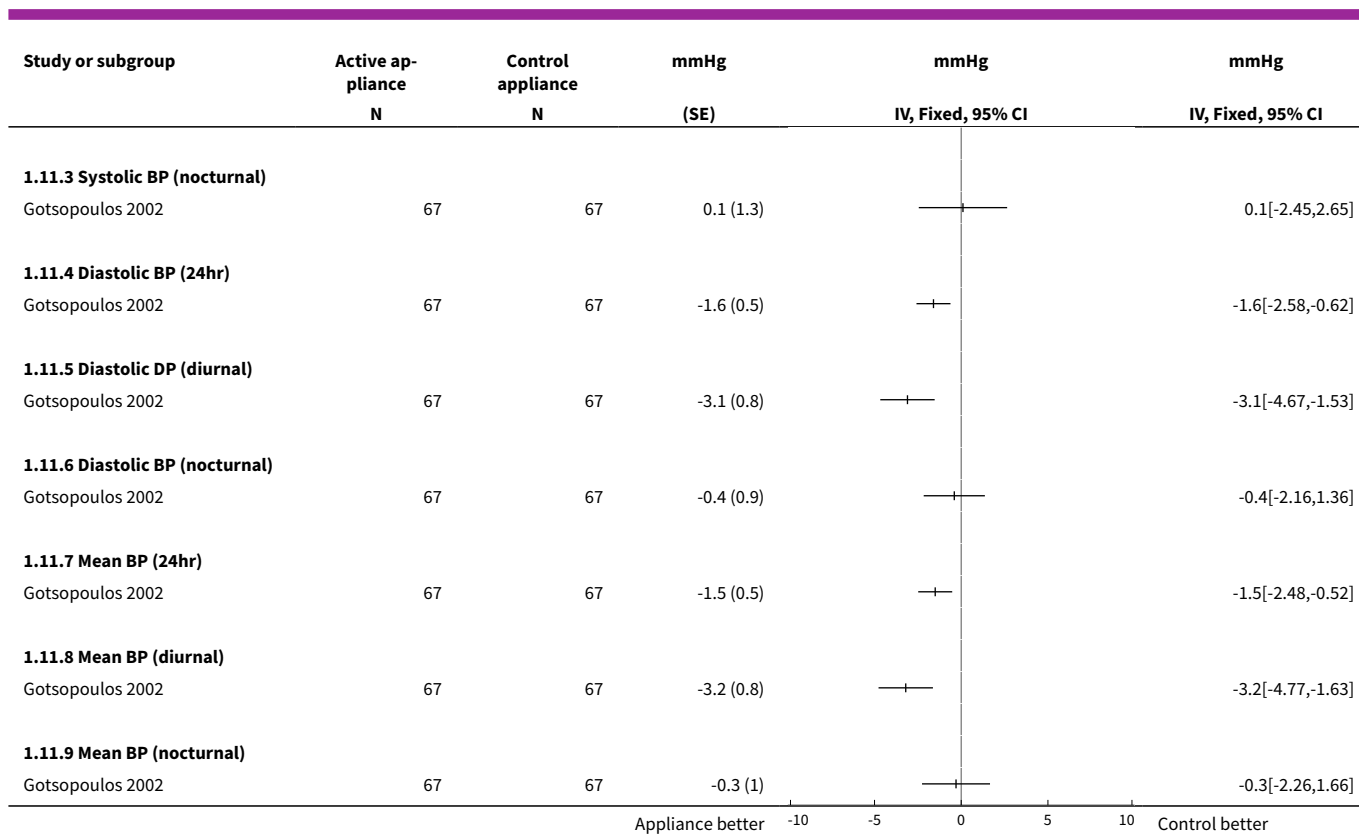 Study or subgroup Active ap- Control mmHg mmHg mmHg
pliance appliance
N N (SE) IV, Fixed, 95% CI IV, Fixed, 95% CI
1.11.3 Systolic BP (nocturnal)
Gotsopoulos 2002 67 67 0.1 (1.3) 0.1[-2.45,2.65]
1.11.4 Diastolic BP (24hr)
Gotsopoulos 2002 67 67 -1.6 (0.5) -1.6[-2.58,-0.62]
1.11.5 Diastolic DP (diurnal)
Gotsopoulos 2002 67 67 -3.1 (0.8) -3.1[-4.67,-1.53]
1.11.6 Diastolic BP (nocturnal)
Gotsopoulos 2002 67 67 -0.4 (0.9) -0.4[-2.16,1.36]
1.11.7 Mean BP (24hr)
Gotsopoulos 2002 67 67 -1.5 (0.5) -1.5[-2.48,-0.52]
1.11.8 Mean BP (diurnal)
Gotsopoulos 2002 67 67 -3.2 (0.8) -3.2[-4.77,-1.63]
1.11.9 Mean BP (nocturnal)
Gotsopoulos 2002 67 67 -0.3 (1) -0.3[-2.26,1.66]
Appliance better -10 -5 0 5 10 Control better